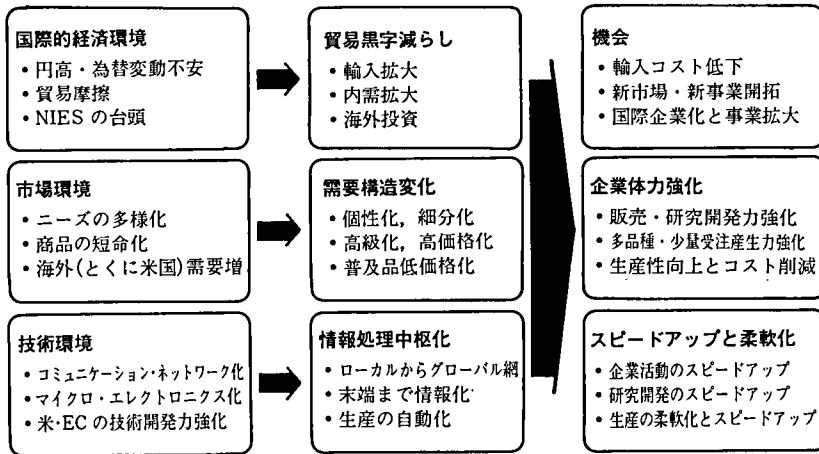 国際的経済環境
• 円高・為替変動不安
• 貿易摩擦
• NIES の台頭
貿易黒字減らし
• 輸入拡大
• 内需拡大
• 海外投資
機会
• 輸入コスト低下
• 新市場・新事業開拓
• 国際企業化と事業拡大
市場環境
• ニーズの多様化
• 商品の短命化
• 海外(とくに米国)需要増
需要構造変化
• 個性化，細分化
• 高級化，高価格化
• 普及品低価格化
企業体力強化
• 販売・研究開発力強化
• 多品種・少量受注産生力強化
• 生産性向上とコスト削減
技術環境
• コミュニケーション・ネットワーク化
• マイクロ・エレクトロニクス化
• 米・ECの技術開発力強化
情報処理中枢化
• ローカルからグローバル網
• 末端まで情報化
• 生産の自動化
スピードアップと柔軟化
• 企業活動のスピードアップ
• 研究開発のスピードアップ
• 生産の柔軟化とスピードアップ